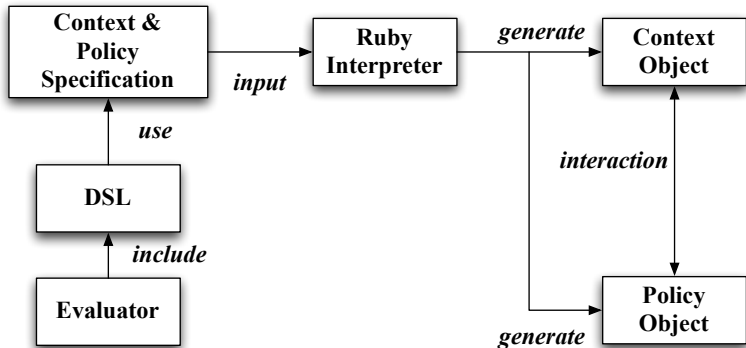 Context &
Policy
Specification
input
Ruby
Interpreter
generate
Context
Object
use
DSL
interaction
include
Evaluator
generate
Policy
Object